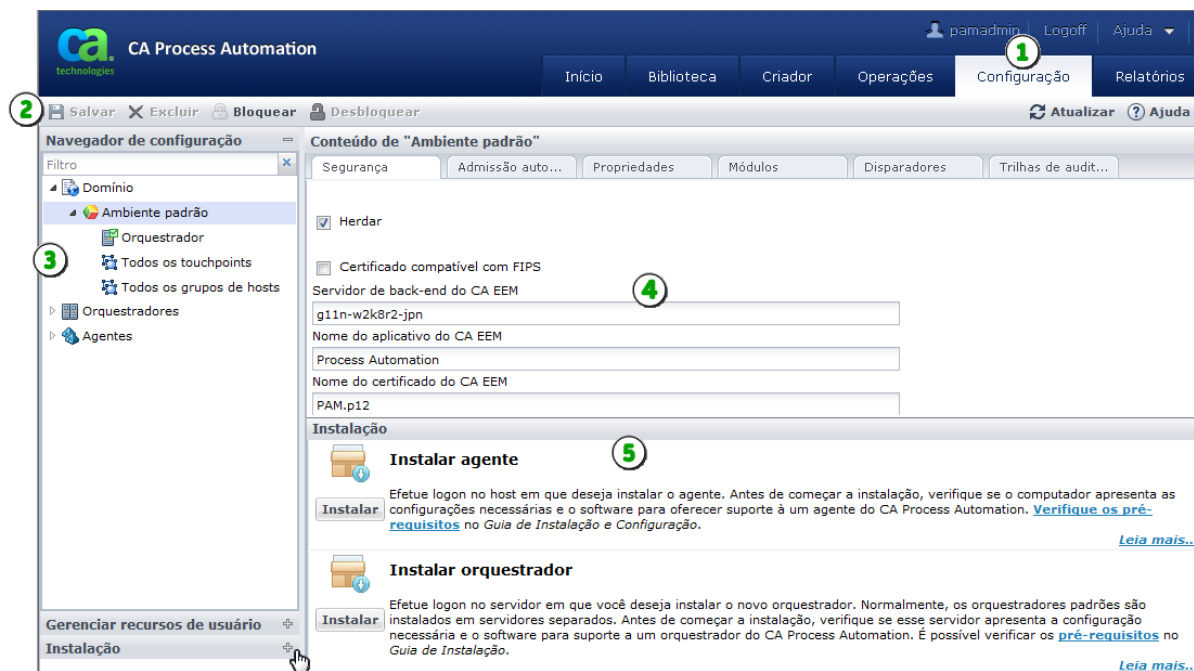 ca.
technologies
CA Process Automation
pamadmin
Logoff
Ajuda
1
Início
Biblioteca
Criador
Operações
Configuração
Relatórios
2
Salvar
Excluir
Bloquear
Desbloquear
Atualizar
Ajuda
Navegador de configuração
Filtro
Domínio
Ambiente padrão
Orquestrador
3
Todos os touchpoints
Todos os grupos de hosts
Orquestradores
Agentes
Gerenciar recursos de usuário
Instalação
Conteúdo de "Ambiente padrão"
Segurança
Admissão auto...
Propriedades
Módulos
Disparadores
Trilhas de audit...
Herdar
Certificado compatível com FIPS
4
Servidor de back-end do CA EEM
g11n-w2k8r2-jpn
Nome do aplicativo do CA EEM
Process Automation
Nome do certificado do CA EEM
PAM.p12
Instalação
5
Instalar agente
Instalar
Efetue logon no host em que deseja instalar o agente. Antes de começar a instalação, verifique se o computador apresenta as
configurações necessárias e o software para oferecer suporte à um agente do CA Process Automation. Verifique os pré-
requisitos no Guia de Instalação e Configuração.
Leia mais..
Instalar orquestrador
Instalar
Efetue logon no servidor em que você deseja instalar o novo orquestrador. Normalmente, os orquestradores padrões são
instalados em servidores separados. Antes de começar a instalação, verifique se esse servidor apresenta a configuração
necessária e o software para suporte a um orquestrador do CA Process Automation. É possível verificar os pré-requisitos no
Guia de Instalação.
Leia mais..